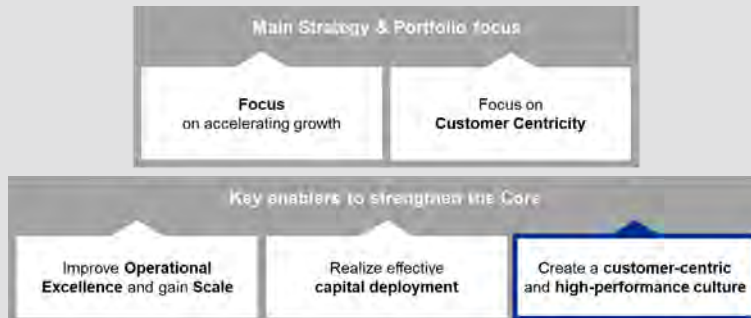 Main Strategy & Portfolio focus
Focus
on accelerating growth
Focus on
Customer Centricity
Key enablers to strengthen the Core
Improve Operational
Excellence and gain Scale
Realize effective
capital deployment
Create a customer-centric
and high-performance culture